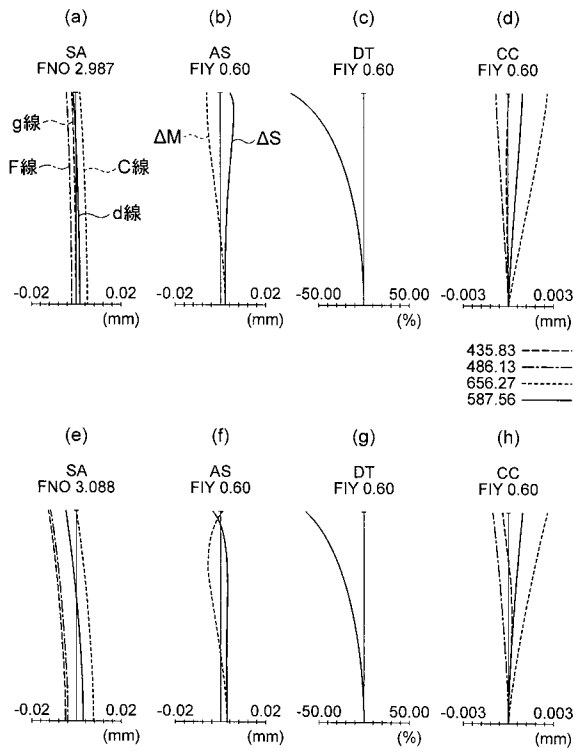 (a) (b) (c) (d)
SA AS DT CC
FNO 2.987 FIY 0.60 FIY 0.60 FIY 0.60
g線
ΔM ΔS
F線 C線
d線
-0.02 0.02 -0.02 0.02 -50.00 50.00 -0.003 0.003
(mm) (mm) (%) (mm)
435.83
486.13
656.27
587.56
(e) (f) (g) (h)
SA AS DT CC
FNO 3.088 FIY 0.60 FIY 0.60 FIY 0.60
-0.02 0.02 -0.02 0.02 -50.00 50.00 -0.003 0.003
(mm) (mm) (%) (mm)